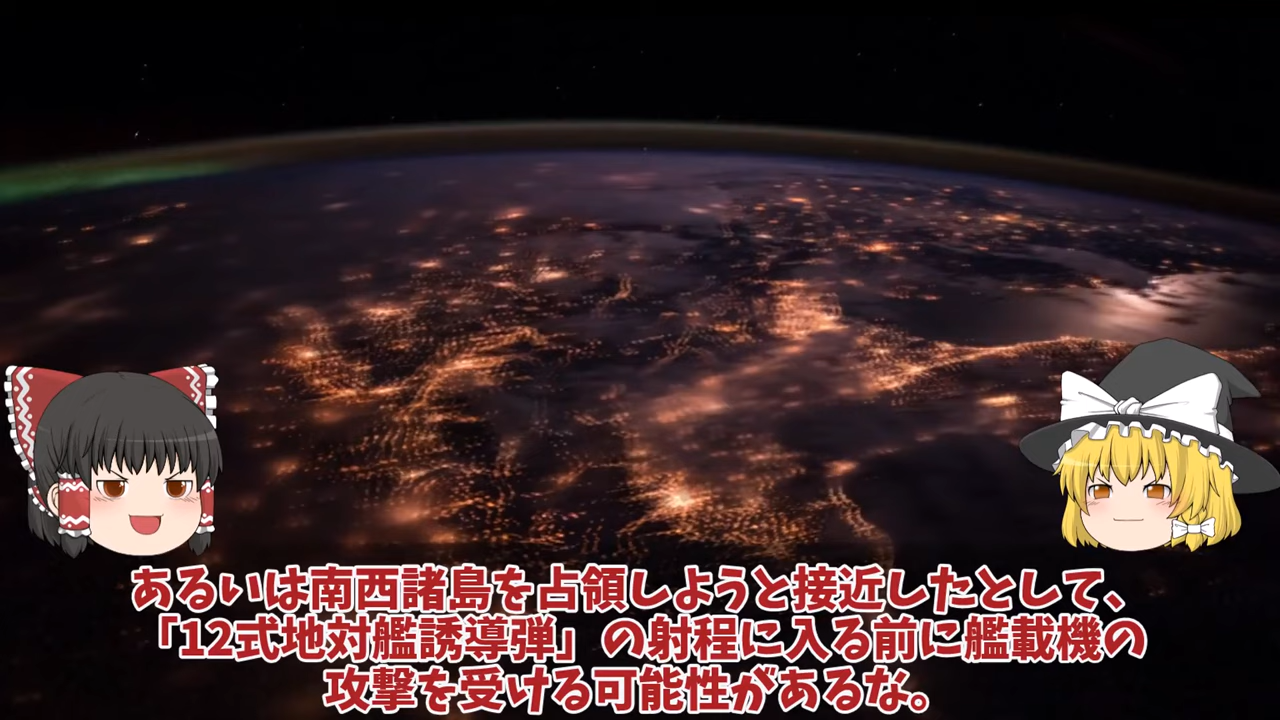 あるいは南西諸島を占領しようと接近したとして、
「12式地対艦誘導弾」の射程に入る前に艦載機の
攻撃を受ける可能性があるな。